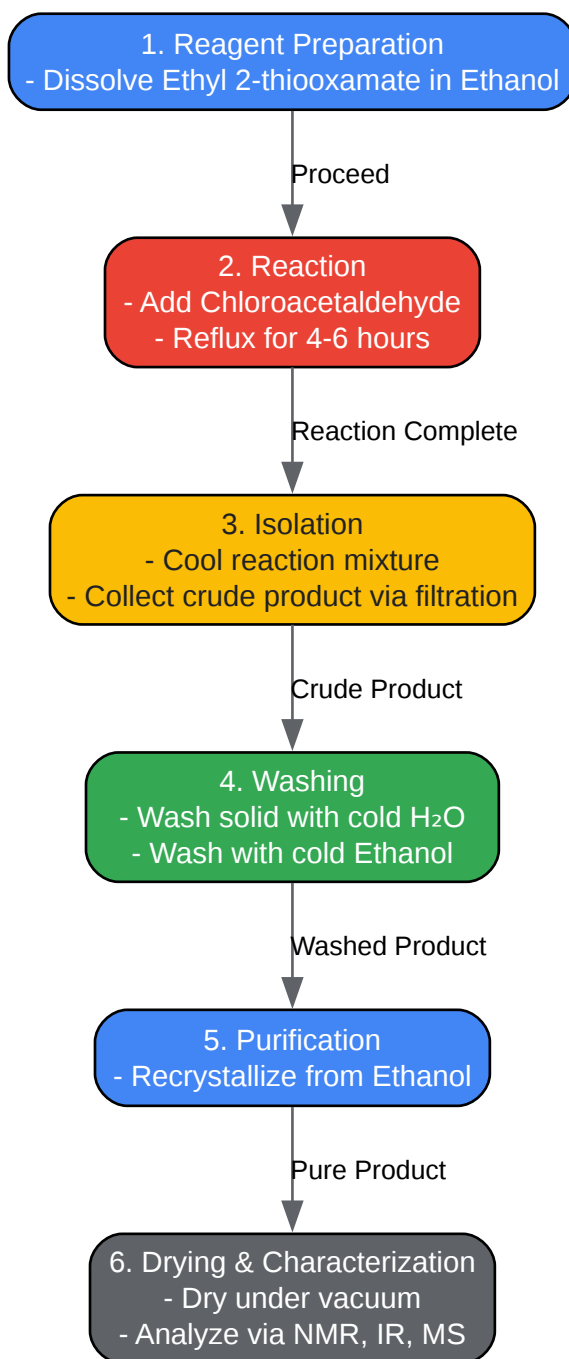 1. Reagent Preparation
- Dissolve Ethyl 2-thiooxamate in Ethanol
Proceed
2. Reaction
- Add Chloroacetaldehyde
- Reflux for 4-6 hours
Reaction Complete
3. Isolation
- Cool reaction mixture
- Collect crude product via filtration
Crude Product
4. Washing
- Wash solid with cold H₂O
- Wash with cold Ethanol
Washed Product
5. Purification
- Recrystallize from Ethanol
Pure Product
6. Drying & Characterization
- Dry under vacuum
- Analyze via NMR, IR, MS